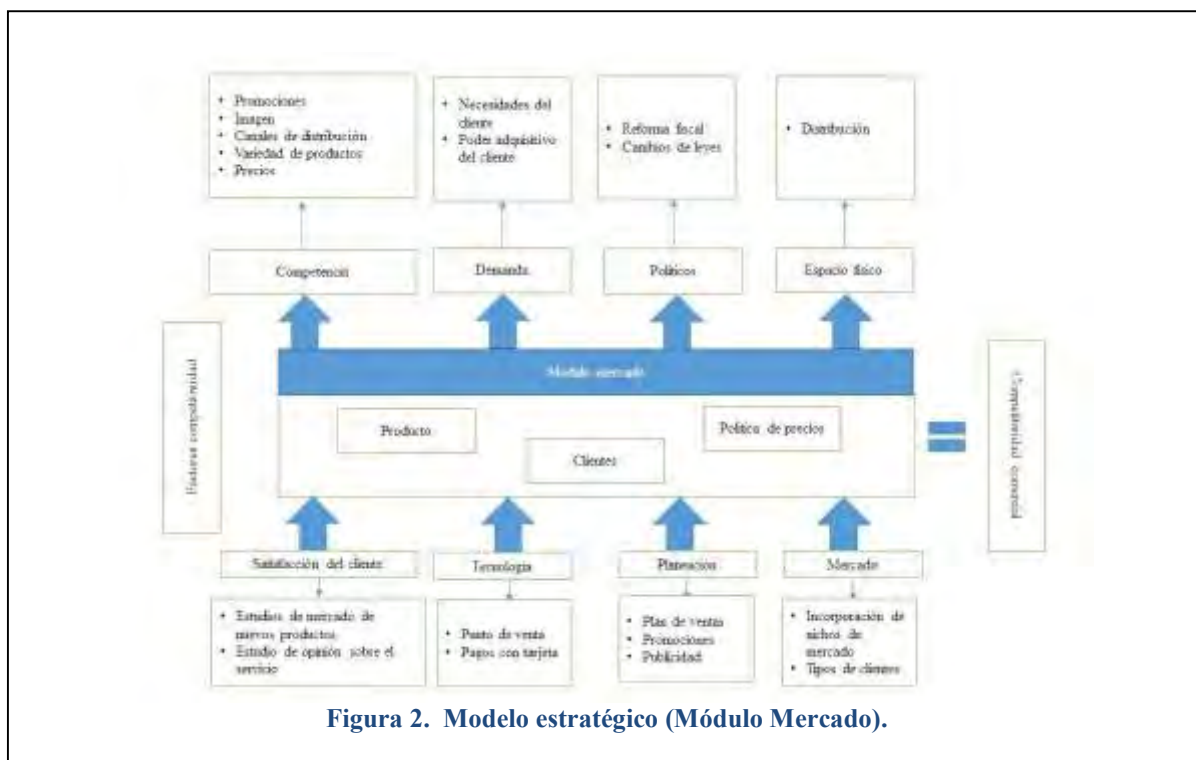 • Promociones
• Imagen
• Canales de distribución
• Variedad de productos
• Precios
• Necesidades del
cliente
• Poder adquisitivo
del cliente
• Reforma fiscal
• Cambios de leyes
• Distribución
Competencia
Demanda
Políticos
Espacio físico
Modulo mercado
Producto
Clientes
Política de precios
competitividad
Competitividad
Satisfacción del cliente
Tecnología
Planeación
Mercado
• Estudios de mercado de
nuevos productos
• Estudio de opinión sobre el
servicio
• Punto de venta
• Pagos con tarjeta
• Plan de ventas
• Promociones
• Publicidad
• Incorporación de
nichos de
mercado
• Tipos de clientes
Figura 2. Modelo estratégico (Módulo Mercado).